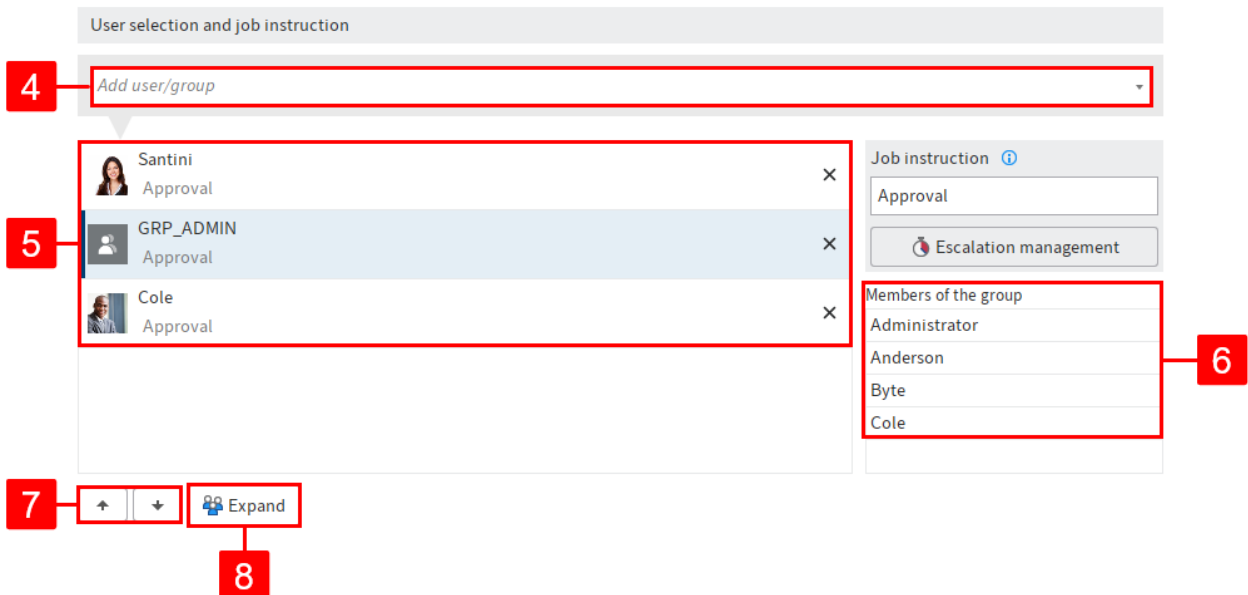 User selection and job instruction
4
Add user/group
Santini
Approval
5
GRP_ADMIN
Approval
Cole
Approval
Job instruction
Approval
Escalation management
Members of the group
Administrator
Anderson
Byte
Cole
6
7
Expand
8